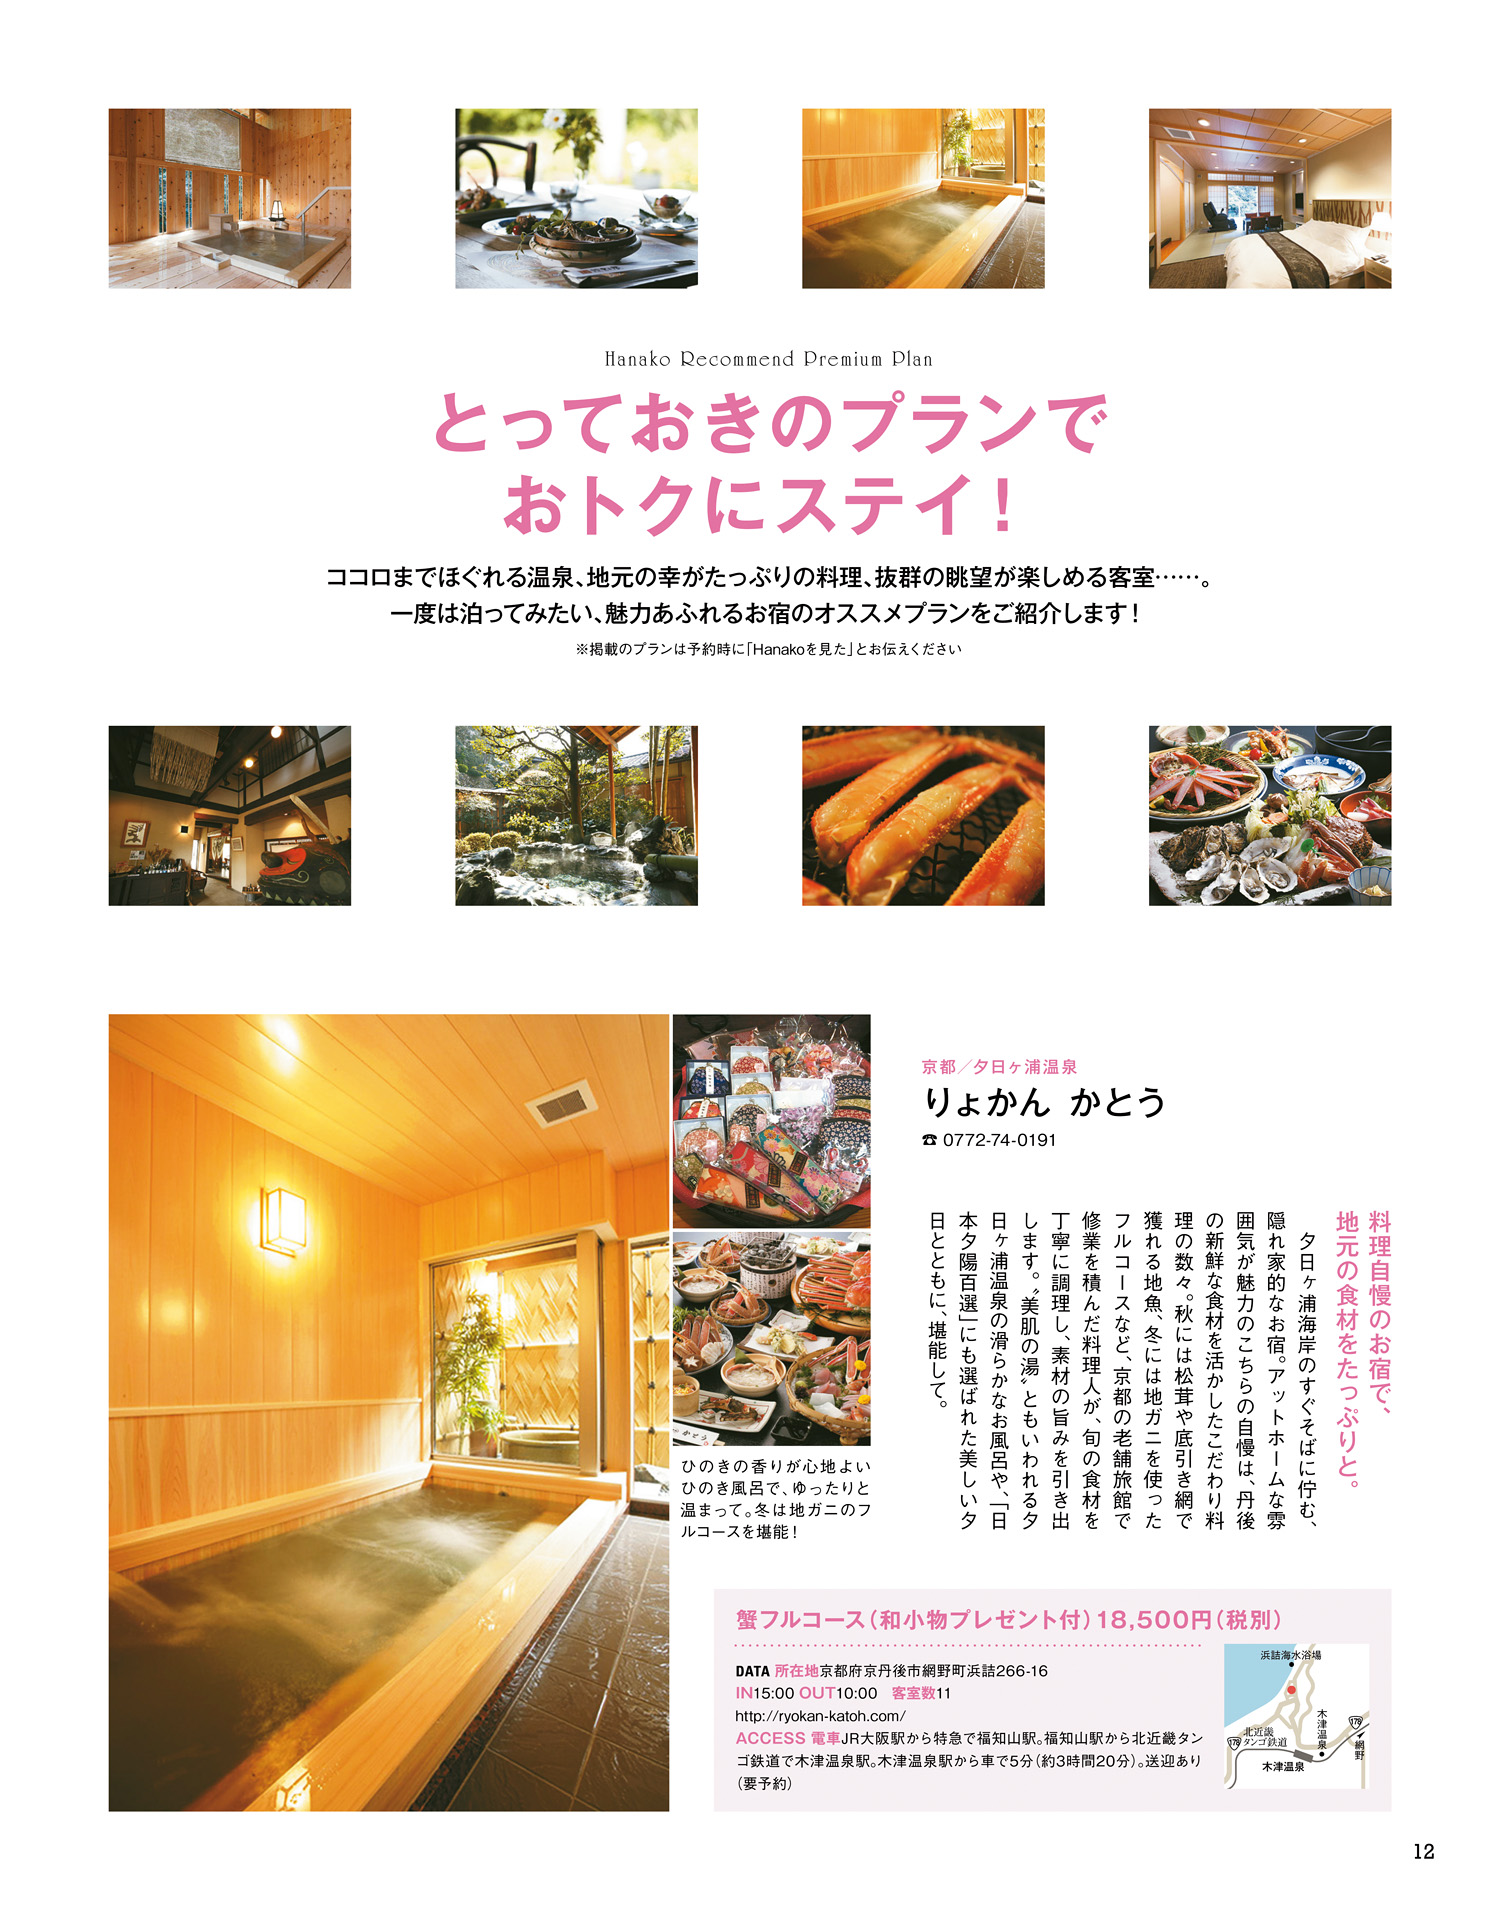 Hanako Recommend Premium Plan
とっておきのプランで
おトクにステイ！
ココロまでほぐれる温泉、地元の幸がたっぷりの料理、抜群の眺望が楽しめる客室……。
一度は泊ってみたい、魅力あふれるお宿のオススメプランをご紹介します！
※掲載のプランは予約時に「Hanakoを見た」とお伝えください
京都／夕日ヶ浦温泉
りょかん かとう
☎ 0772-74-0191
料理自慢のお宿で、
地元の食材をたっぷりと。
夕日ヶ浦海岸のすぐそばに佇む、
隠れ家的なお宿。アットホームな雰
囲気が魅力のこちらの自慢は、丹後
の新鮮な食材を活かしたこだわり料
理の数々。秋には松茸や底引き網で
獲れる地魚、冬には地ガニを使った
フルコースなど、京都の老舗旅館で
修業を積んだ料理人が、旬の食材を
丁寧に調理し、素材の旨みを引き出
します。〝美肌の湯〟ともいわれる夕
日ヶ浦温泉の滑らかなお風呂や、「日
本夕陽百選」にも選ばれた美しい夕
日とともに、堪能して。
ひのきの香りが心地よい
ひのき風呂で、ゆったりと
温まって。冬は地ガニのフ
ルコースを堪能！
蟹フルコース（和小物プレゼント付）18,500円（税別）
DATA 所在地京都府京丹後市網野町浜詰266-16
IN15:00 OUT10:00 客室数11
http://ryokan-katoh.com/
ACCESS 電車JR大阪駅から特急で福知山駅。福知山駅から北近畿タン
ゴ鉄道で木津温泉駅。木津温泉駅から車で5分（約3時間20分）。送迎あり
（要予約）
浜詰海水浴場
木津温泉
178
網野
北近畿
タンゴ鉄道
178
木津温泉
12